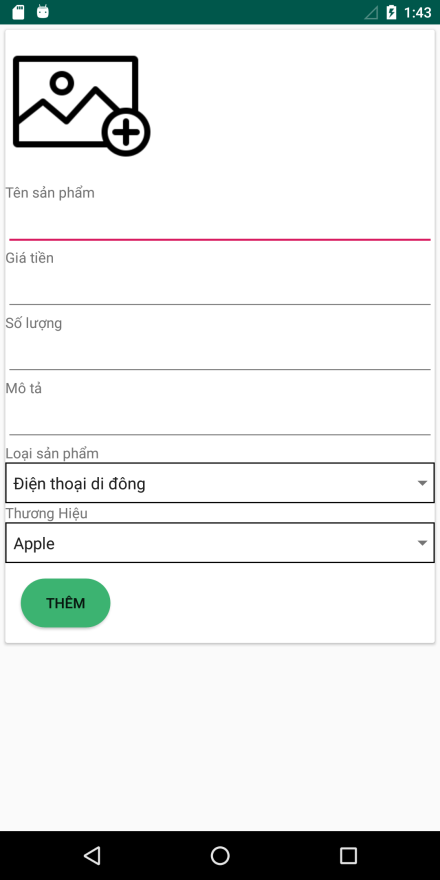 1:43
Tên sản phẩm
Giá tiền
Số lượng
Mô tả
Loại sản phẩm
Điện thoại di đông
Thương Hiệu
Apple
THÊM